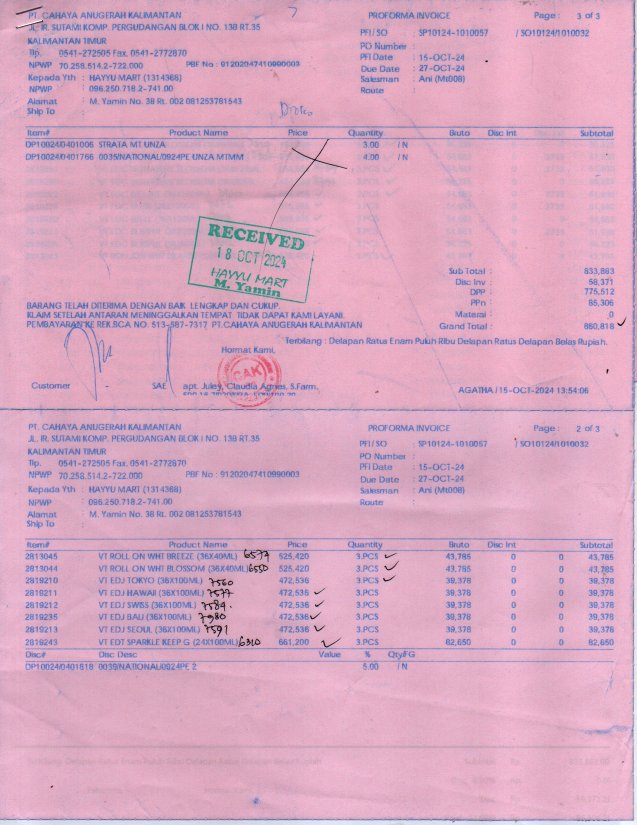 PT. CAHAYA ANUGERAH KALIMANTAN PROFORMA INVOICE Page : 3 of 3
JL. IR. SUTAMI KOMP. PERGUDANGAN BLOK I NO. 13B RT.35 PFI / SO : SP10124-1010057 / SO10124/1010032
KALIMANTAN TIMUR PO Number :
Tlp. 0541-272505 Fax. 0541-2772870 PFI Date : 15-OCT-24
NPWP 70.258.514.2-722.000 PBF No : 91202047410990003 Due Date : 27-OCT-24
Kepada Yth : HAYYU MART (1314368) Salesman : Ani (Mt008)
NPWP : 096.250.718.2-741.00 Route :
Alamat : M. Yamin No. 38 Rt. 002 081253781543
Ship To
Item# Product Name Price Quantity Bruto Disc Int Subtotal
DP10024/0401006 STRATA MT UNZA 3.00 / N
DP10024/0401766 0035/NATIONAL/0924PE UNZA MTMM 4.00 / N
RECEIVED
18 OCT 2024
HAYYU MART
M. Yamin
Sub Total : 833,883
Disc Inv : 58,371
DPP : 775,512
PPn : 85,306
Materai : 0
Grand Total : 860,818
BARANG TELAH DITERIMA DENGAN BAIK LENGKAP DAN CUKUP.
KLAIM SETELAH ANTARAN MENINGGALKAN TEMPAT TIDAK DAPAT KAMI LAYANI.
PEMBAYARAN KE REK.BCA NO. 513-587-7317 PT.CAHAYA ANUGERAH KALIMANTAN
Terbilang : Delapan Ratus Enam Puluh Ribu Delapan Ratus Delapan Belas Rupiah.
Hormat Kami,
CAK
Customer SAE apt. Juley, Claudia Agnes, S.Farm. AGATHA / 15-OCT-2024 13:54:06
PT. CAHAYA ANUGERAH KALIMANTAN PROFORMA INVOICE Page : 2 of 3
JL. IR. SUTAMI KOMP. PERGUDANGAN BLOK I NO. 13B RT.35 PFI / SO : SP10124-1010057 / SO10124/1010032
KALIMANTAN TIMUR PO Number :
Tlp. 0541-272505 Fax. 0541-2772870 PFI Date : 15-OCT-24
NPWP 70.258.514.2-722.000 PBF No : 91202047410990003 Due Date : 27-OCT-24
Kepada Yth : HAYYU MART (1314368) Salesman : Ani (Mt008)
NPWP : 096.250.718.2-741.00 Route :
Alamat : M. Yamin No. 38 Rt. 002 081253781543
Ship To
Item# Product Name Price Quantity Bruto Disc Int Subtotal
2813045 VT ROLL ON WHT BREEZE (36X40ML) 6577 525,420 3.PCS 43,785 0 0 43,785
2813044 VT ROLL ON WHT BLOSSOM (36X40ML) 6550 525,420 3.PCS 43,785 0 0 43,785
2819210 VT EDJ TOKYO (36X100ML) 7560 472,536 3.PCS 39,378 0 0 39,378
2819211 VT EDJ HAWAII (36X100ML) 7577 472,536 3.PCS 39,378 0 0 39,378
2819212 VT EDJ SWISS (36X100ML) 7584. 472,536 3.PCS 39,378 0 0 39,378
2819235 VT EDJ BALI (36X100ML) 7980 472,536 3.PCS 39,378 0 0 39,378
2819213 VT EDJ SEOUL (36X100ML) 7591 472,536 3.PCS 39,378 0 0 39,378
2819243 VT EDT SPARKLE KEEP G (24X100ML) 6310 661,200 3.PCS 82,650 0 0 82,650
Disc# Disc Desc Value % Qty/FG
DP10024/0401818 0039/NATIONAL/0924PE 2 5.00 / N